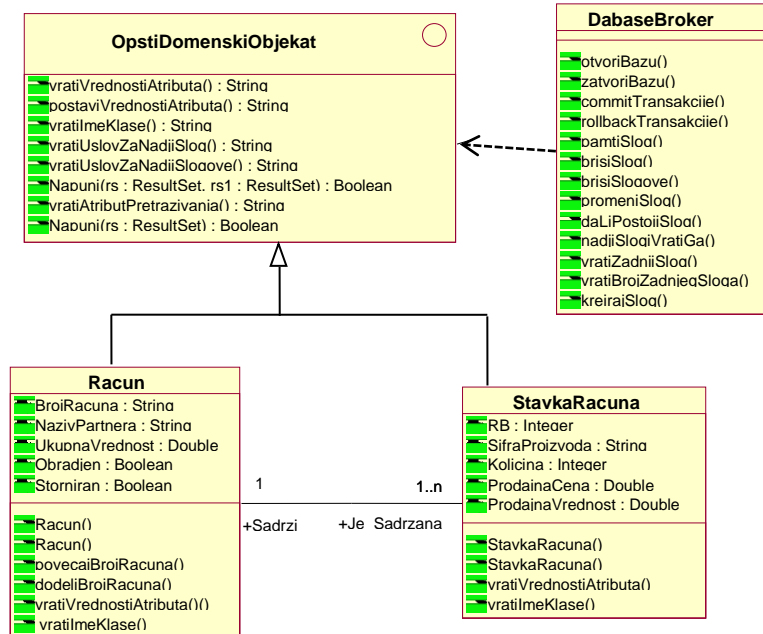 OpstiDomenskiObjekat
vratiVrednostiAtributa() : String
postaviVrednostiAtributa() : String
vratiImeKlase() : String
vratiUslovZaNadjiSlog() : String
vratiUslovZaNadjiSlogove() : String
Napuni(rs : ResultSet, rs1 : ResultSet) : Boolean
vratiAtributPretrazivanja() : String
Napuni(rs : ResultSet) : Boolean
DabaseBroker
otvoriBazu()
zatvoriBazu()
commitTransakcije()
rollbackTransakcije()
pamtiSlog()
brisiSlog()
brisiSlogove()
promeniSlog()
daLiPostojiSlog()
nadjiSlogiVratiGa()
vratiZadnjiSlog()
vratiBrojZadnjegSloga()
kreirajSlog()
Racun
BrojRacuna : String
NazivPartnera : String
UkupnaVrednost : Double
Obradjen : Boolean
Storniran : Boolean
Racun()
Racun()
povecajBrojRacuna()
dodeliBrojRacuna()
vratiVrednostiAtributa()()
vratiImeKlase()
1
+Sadrzi
1..n
+Je_Sadrzana
StavkaRacuna
RB : Integer
SifraProizvoda : String
Kolicina : Integer
ProdajnaCena : Double
ProdajnaVrednost : Double
StavkaRacuna()
StavkaRacuna()
vratiVrednostiAtributa()
vratiImeKlase()